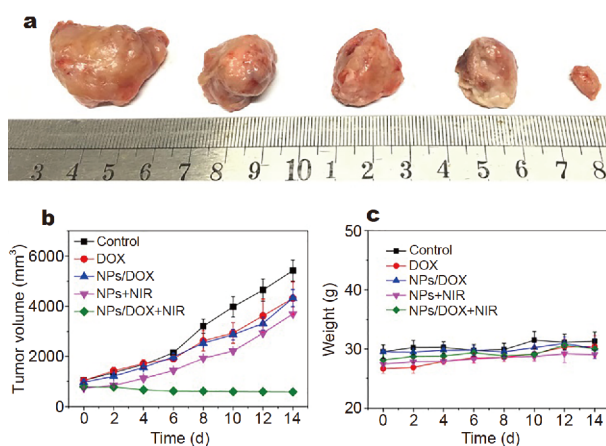 a
3 4 5 6 7 8 9 10 1 2 3 4 5 6 7 8
b
Tumor volume (mm³)
6000
4000
2000
0
Control
DOX
NPs/DOX
NPs+NIR
NPs/DOX+NIR
0 2 4 6 8 10 12 14
Time (d)
c
Weight (g)
50
40
30
20
Control
DOX
NPs/DOX
NPs+NIR
NPs/DOX+NIR
0 2 4 6 8 10 12 14
Time (d)